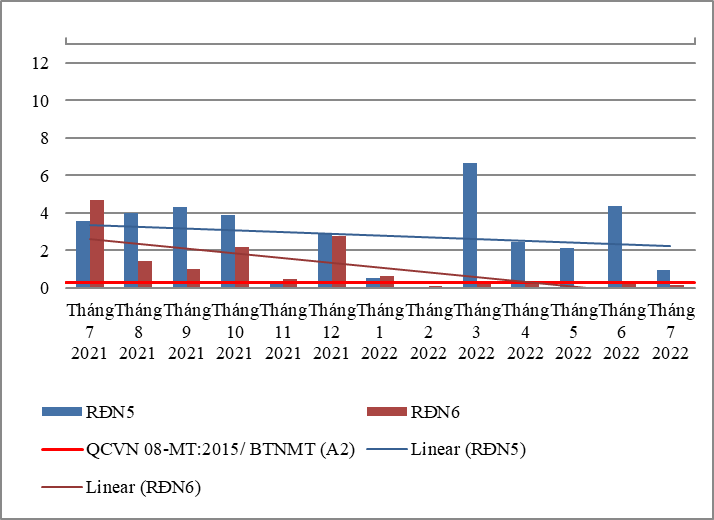 12
10
8
6
4
2
0
Tháng Tháng Tháng Tháng Tháng Tháng Tháng Tháng Tháng Tháng Tháng Tháng Tháng
7 8 9 10 11 12 1 2 3 4 5 6 7
2021 2021 2021 2021 2021 2021 2022 2022 2022 2022 2022 2022 2022
RĐN5 RĐN6
QCVN 08-MT:2015/ BTNMT (A2) Linear (RĐN5)
Linear (RĐN6)